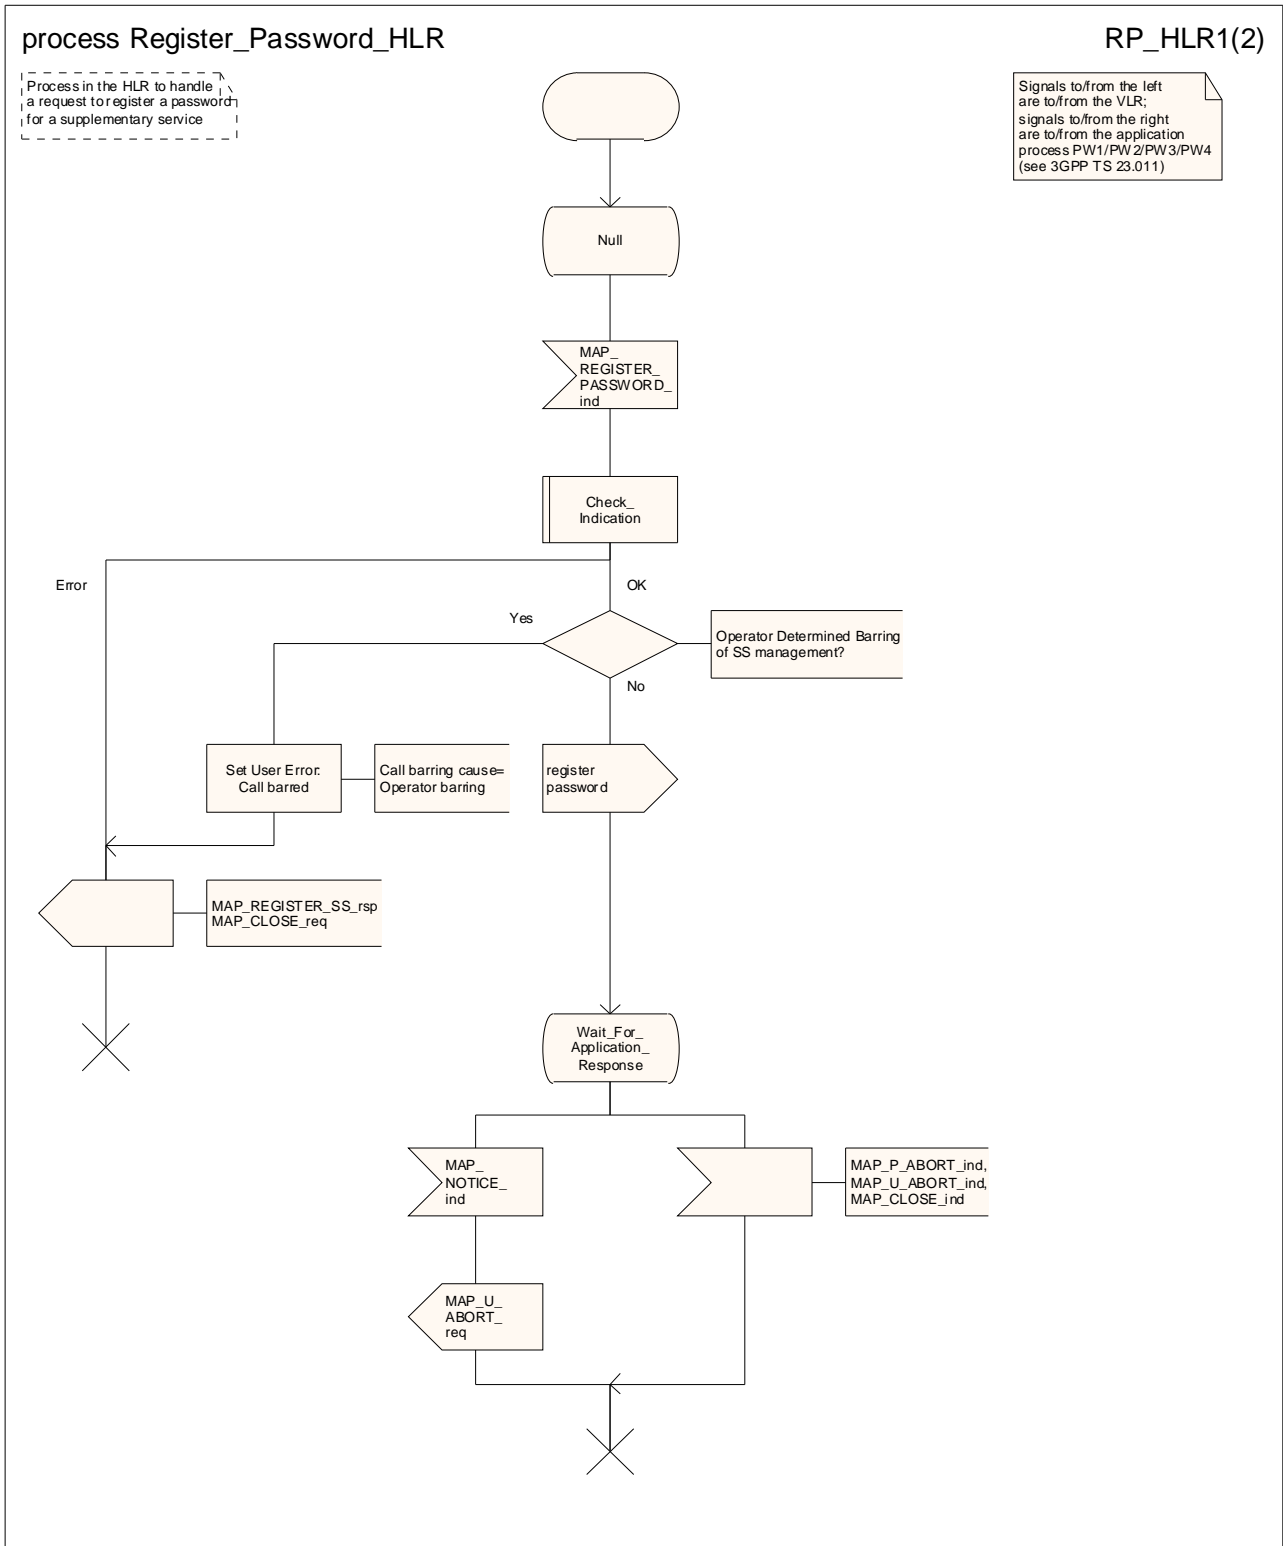 process Register_Password_HLR
RP_HLR1(2)
Process in the HLR to handle
a request to register a password
for a supplementary service
Signals to/from the left
are to/from the VLR;
signals to/from the right
are to/from the application
process PW1/PW2/PW3/PW4
(see 3GPP TS 23.011)
Null
MAP_
REGISTER_
PASSWORD_
ind
Check_
Indication
Error
OK
Yes
Operator Determined Barring
of SS management?
No
Set User Error:
Call barred
Call barring cause=
Operator barring
register
password
MAP_REGISTER_SS_rsp
MAP_CLOSE_req
Wait_For_
Application_
Response
MAP_
NOTICE_
ind
MAP_P_ABORT_ind,
MAP_U_ABORT_ind,
MAP_CLOSE_ind
MAP_U_
ABORT_
req